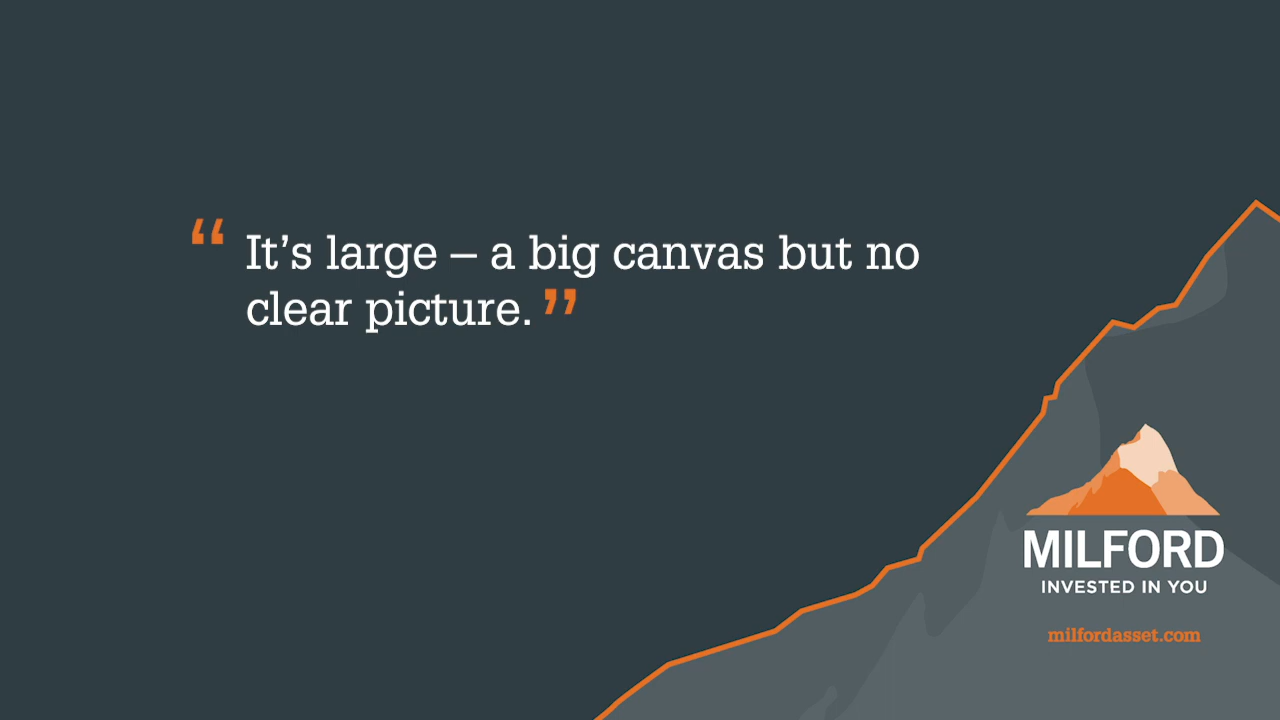 “It’s large – a big canvas but no
clear picture.”
MILFORD
INVESTED IN YOU
milfordasset.com